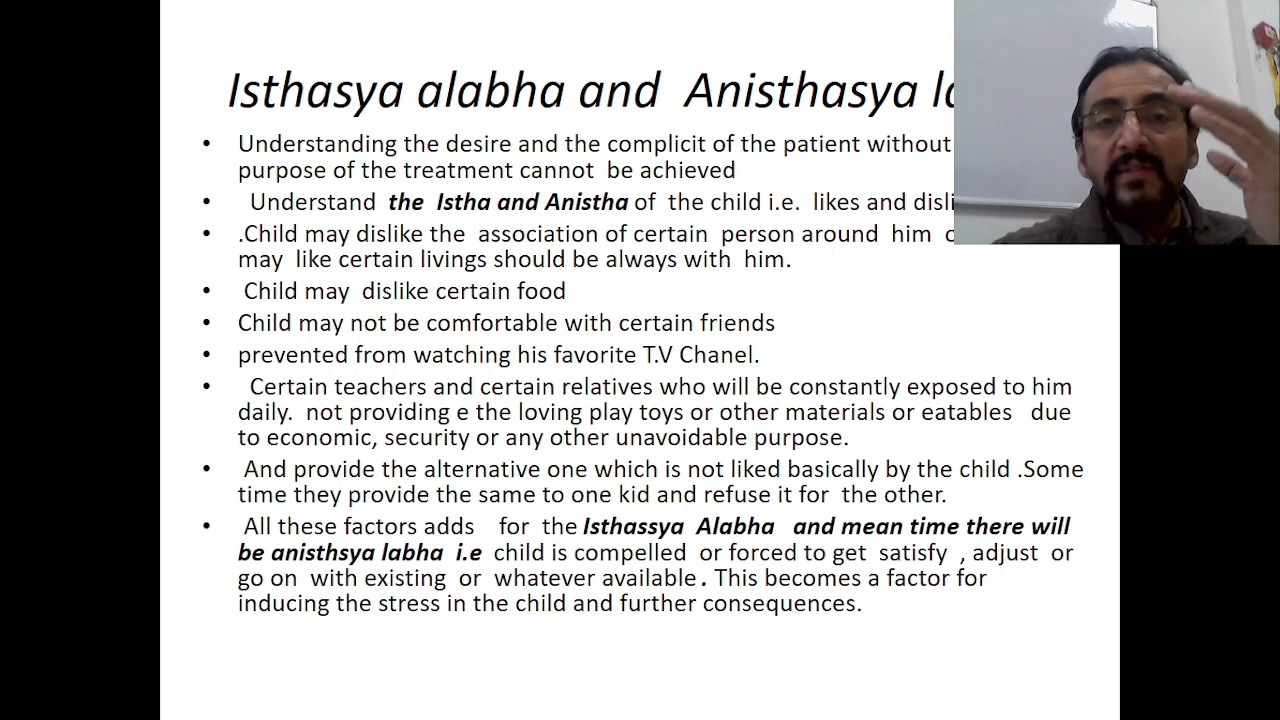 Isthasya alabha and Anisthasya
• Understanding the desire and the complicit of the patient without
purpose of the treatment cannot be achieved
• Understand the Istha and Anistha of the child i.e. likes and
• .Child may dislike the association of certain person around him
may like certain livings should be always with him.
• Child may dislike certain food
• Child may not be comfortable with certain friends
• prevented from watching his favorite T.V Chanel.
• Certain teachers and certain relatives who will be constantly exposed to him
daily. not providing e the loving play toys or other materials or eatables due
to economic, security or any other unavoidable purpose.
• And provide the alternative one which is not liked basically by the child .Some
time they provide the same to one kid and refuse it for the other.
• All these factors adds for the Isthassya Alabha and mean time there will
be anisthsya labha i.e child is compelled or forced to get satisfy , adjust or
go on with existing or whatever available . This becomes a factor for
inducing the stress in the child and further consequences.